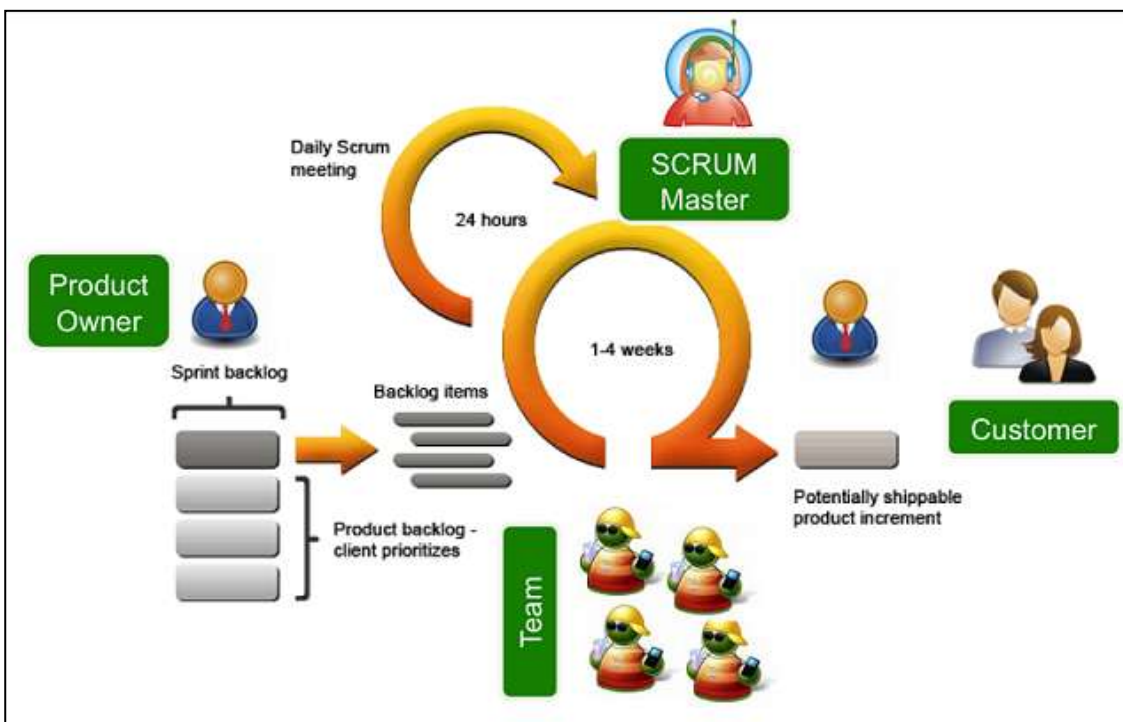 SCRUM
Master
Daily Scrum
meeting
24 hours
Product
Owner
Sprint backlog
Backlog items
1-4 weeks
Customer
Product backlog -
client prioritizes
Potentially shippable
product increment
Team